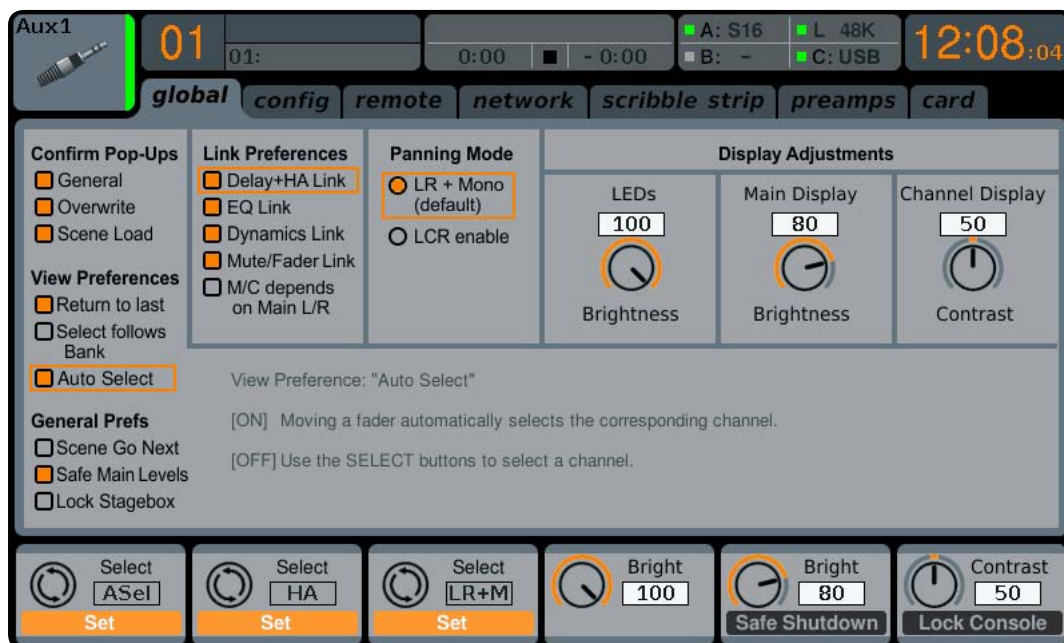 Aux1
01
01:
0:00
- 0:00
A: S16
B: -
L 48K
C: USB
12:08:04
global
config
remote
network
scribble strip
preamps
card
Confirm Pop-Ups
General
Overwrite
Scene Load
View Preferences
Return to last
Select follows
Bank
Auto Select
General Prefs
Scene Go Next
Safe Main Levels
Lock Stagebox
Link Preferences
Delay+HA Link
EQ Link
Dynamics Link
Mute/Fader Link
M/C depends
on Main L/R
Panning Mode
LR + Mono
(default)
LCR enable
Display Adjustments
LEDs
100
Brightness
Main Display
80
Brightness
Channel Display
50
Contrast
View Preference: "Auto Select"
[ON] Moving a fader automatically selects the corresponding channel.
[OFF] Use the SELECT buttons to select a channel.
Select
ASel
Set
Select
HA
Set
Select
LR+M
Set
Bright
100
Bright
80
Safe Shutdown
Contrast
50
Lock Console